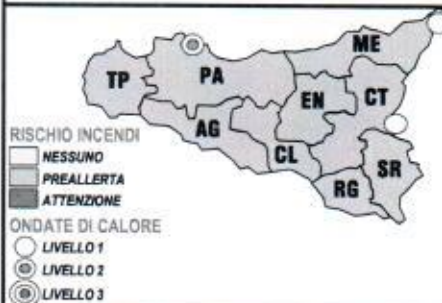 ME
TP
PA
EN
CT
AG
RISCHIO INCENDI
NESSUNO
CL
SR
PREALLERTA
RG
ATTENZIONE
ONDATE DI CALORE
LIVELLO 1
LIVELLO 2
LIVELLO 3